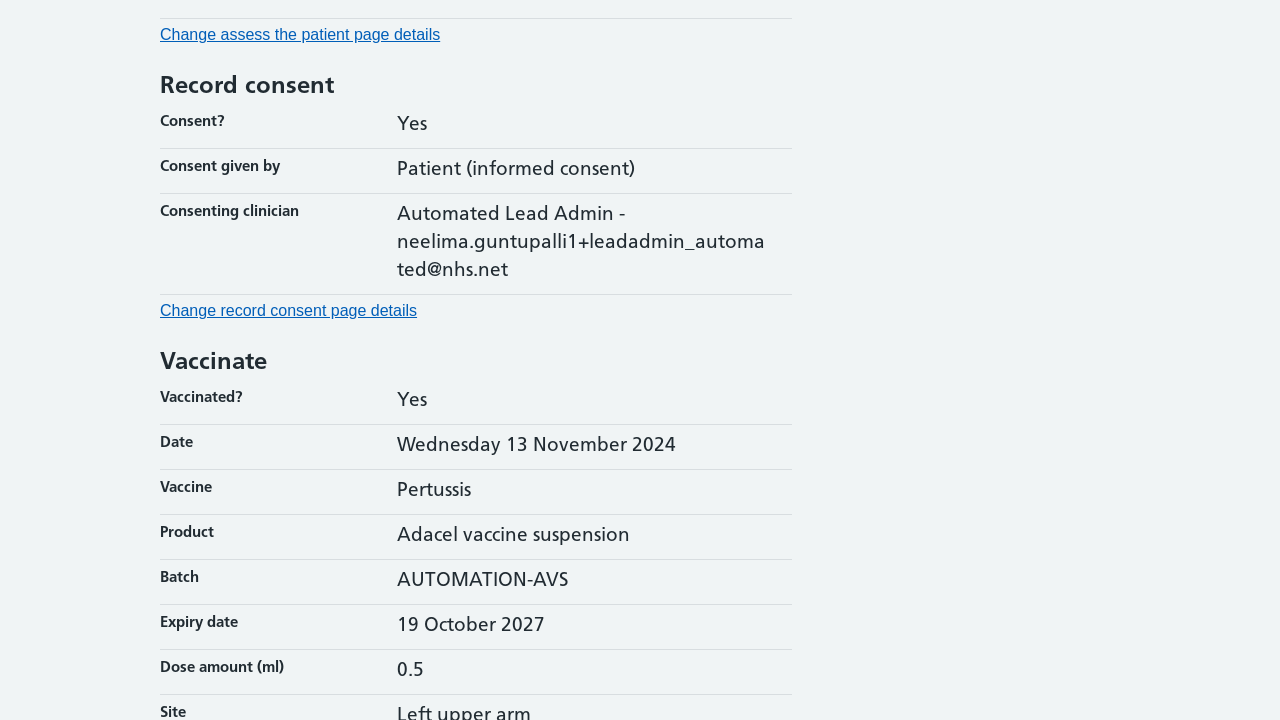 Change assess the patient page details
Record consent
Consent? Yes
Consent given by Patient (informed consent)
Consenting clinician Automated Lead Admin -
neelima.guntupalli1+leadadmin_automa
ted@nhs.net
Change record consent page details
Vaccinate
Vaccinated? Yes
Date Wednesday 13 November 2024
Vaccine Pertussis
Product Adacel vaccine suspension
Batch AUTOMATION-AVS
Expiry date 19 October 2027
Dose amount (ml) 0.5
Site Left upper arm